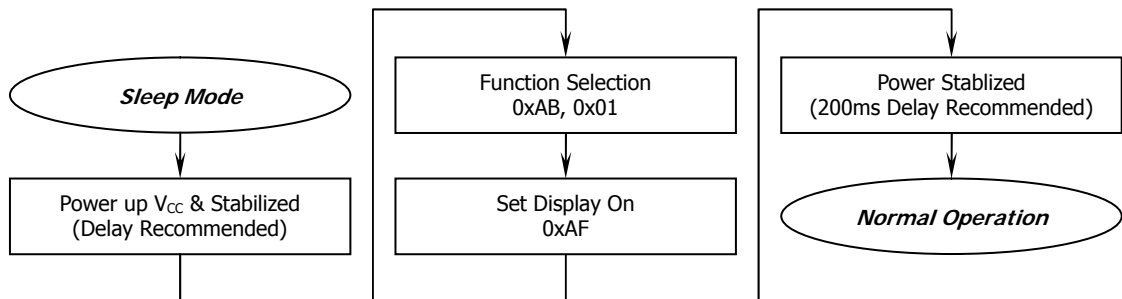 Sleep Mode
Power up VCC & Stabilized
(Delay Recommended)
Function Selection
0xAB, 0x01
Set Display On
0xAF
Power Stablized
(200ms Delay Recommended)
Normal Operation